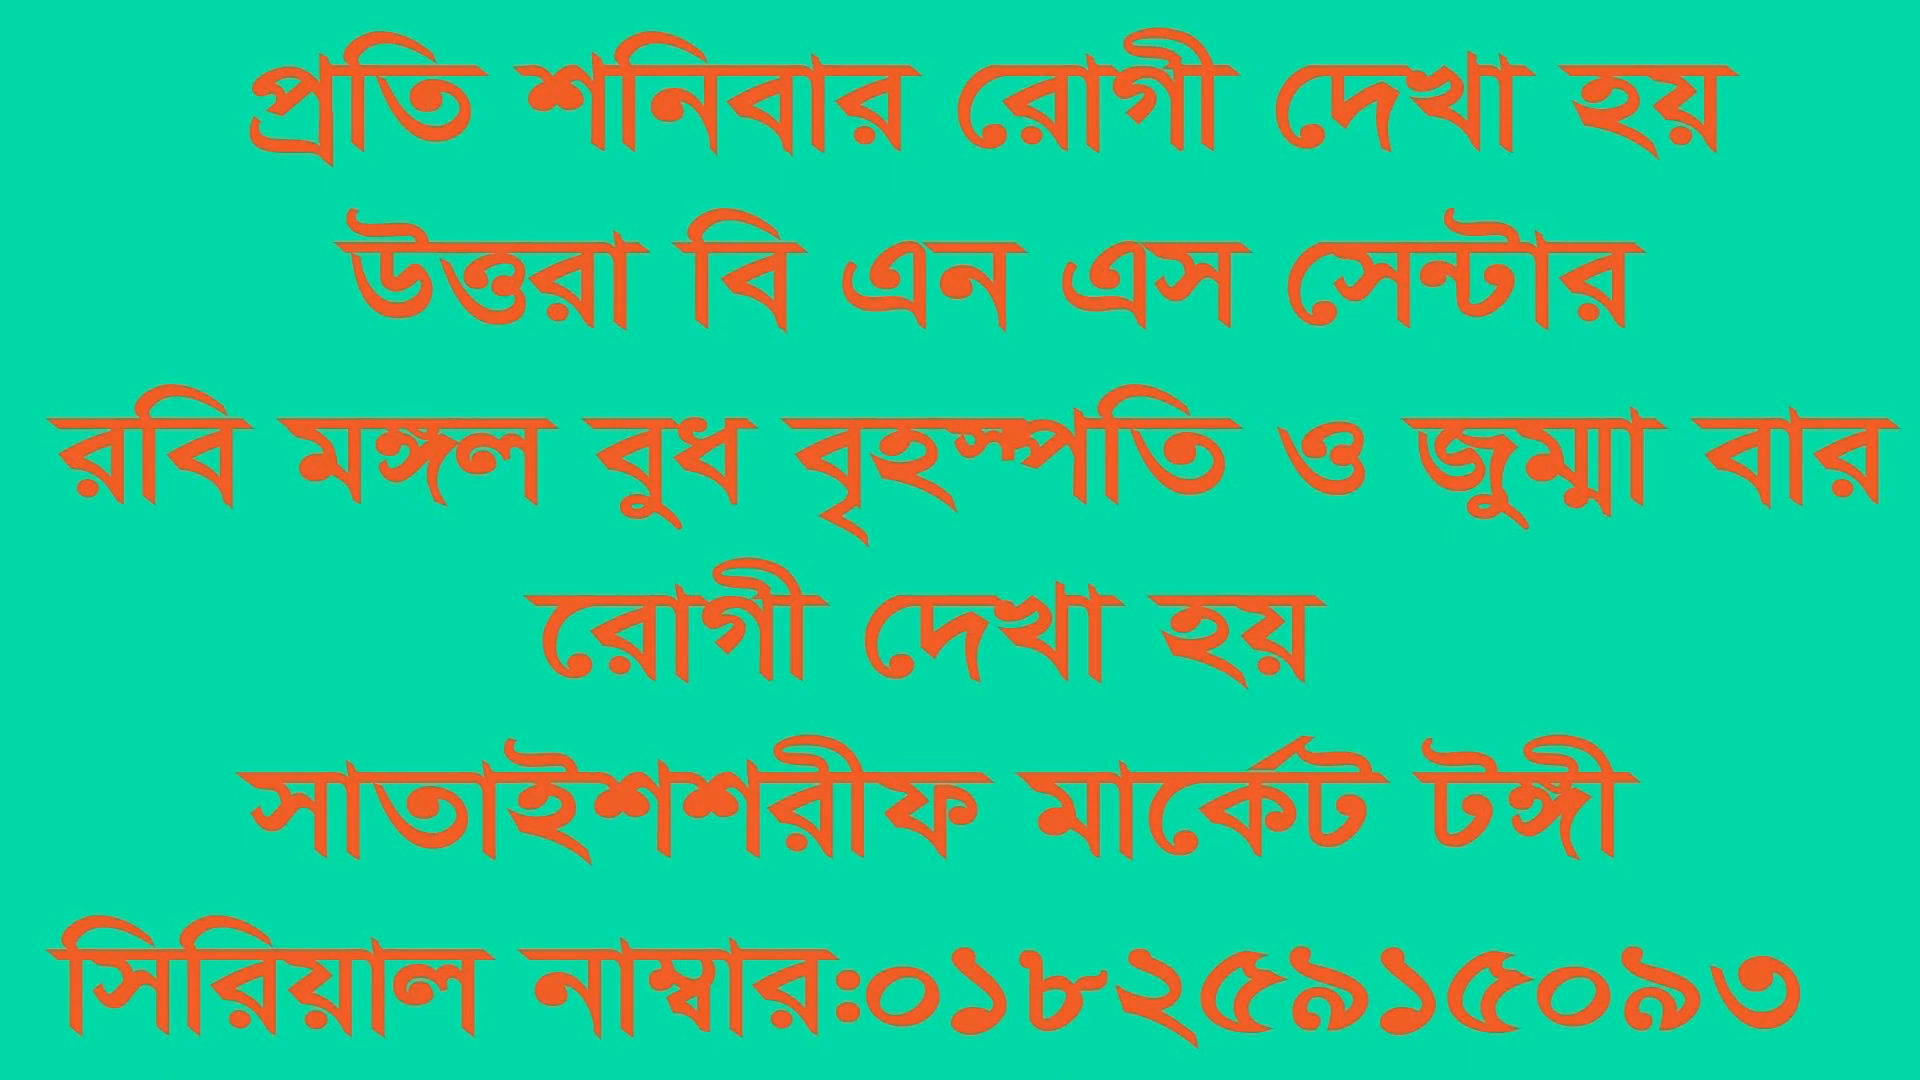 প্রতি শনিবার রোগী দেখা হয়
উত্তরা বি এন এস সেন্টার
রবি মঙ্গল বুধ বৃহস্পতি ও জুম্মা বার
রোগী দেখা হয়
সাতাইশশরীফ মার্কেট টঙ্গী
সিরিয়াল নাম্বার:০১৮২৫৯১৫০৯৩